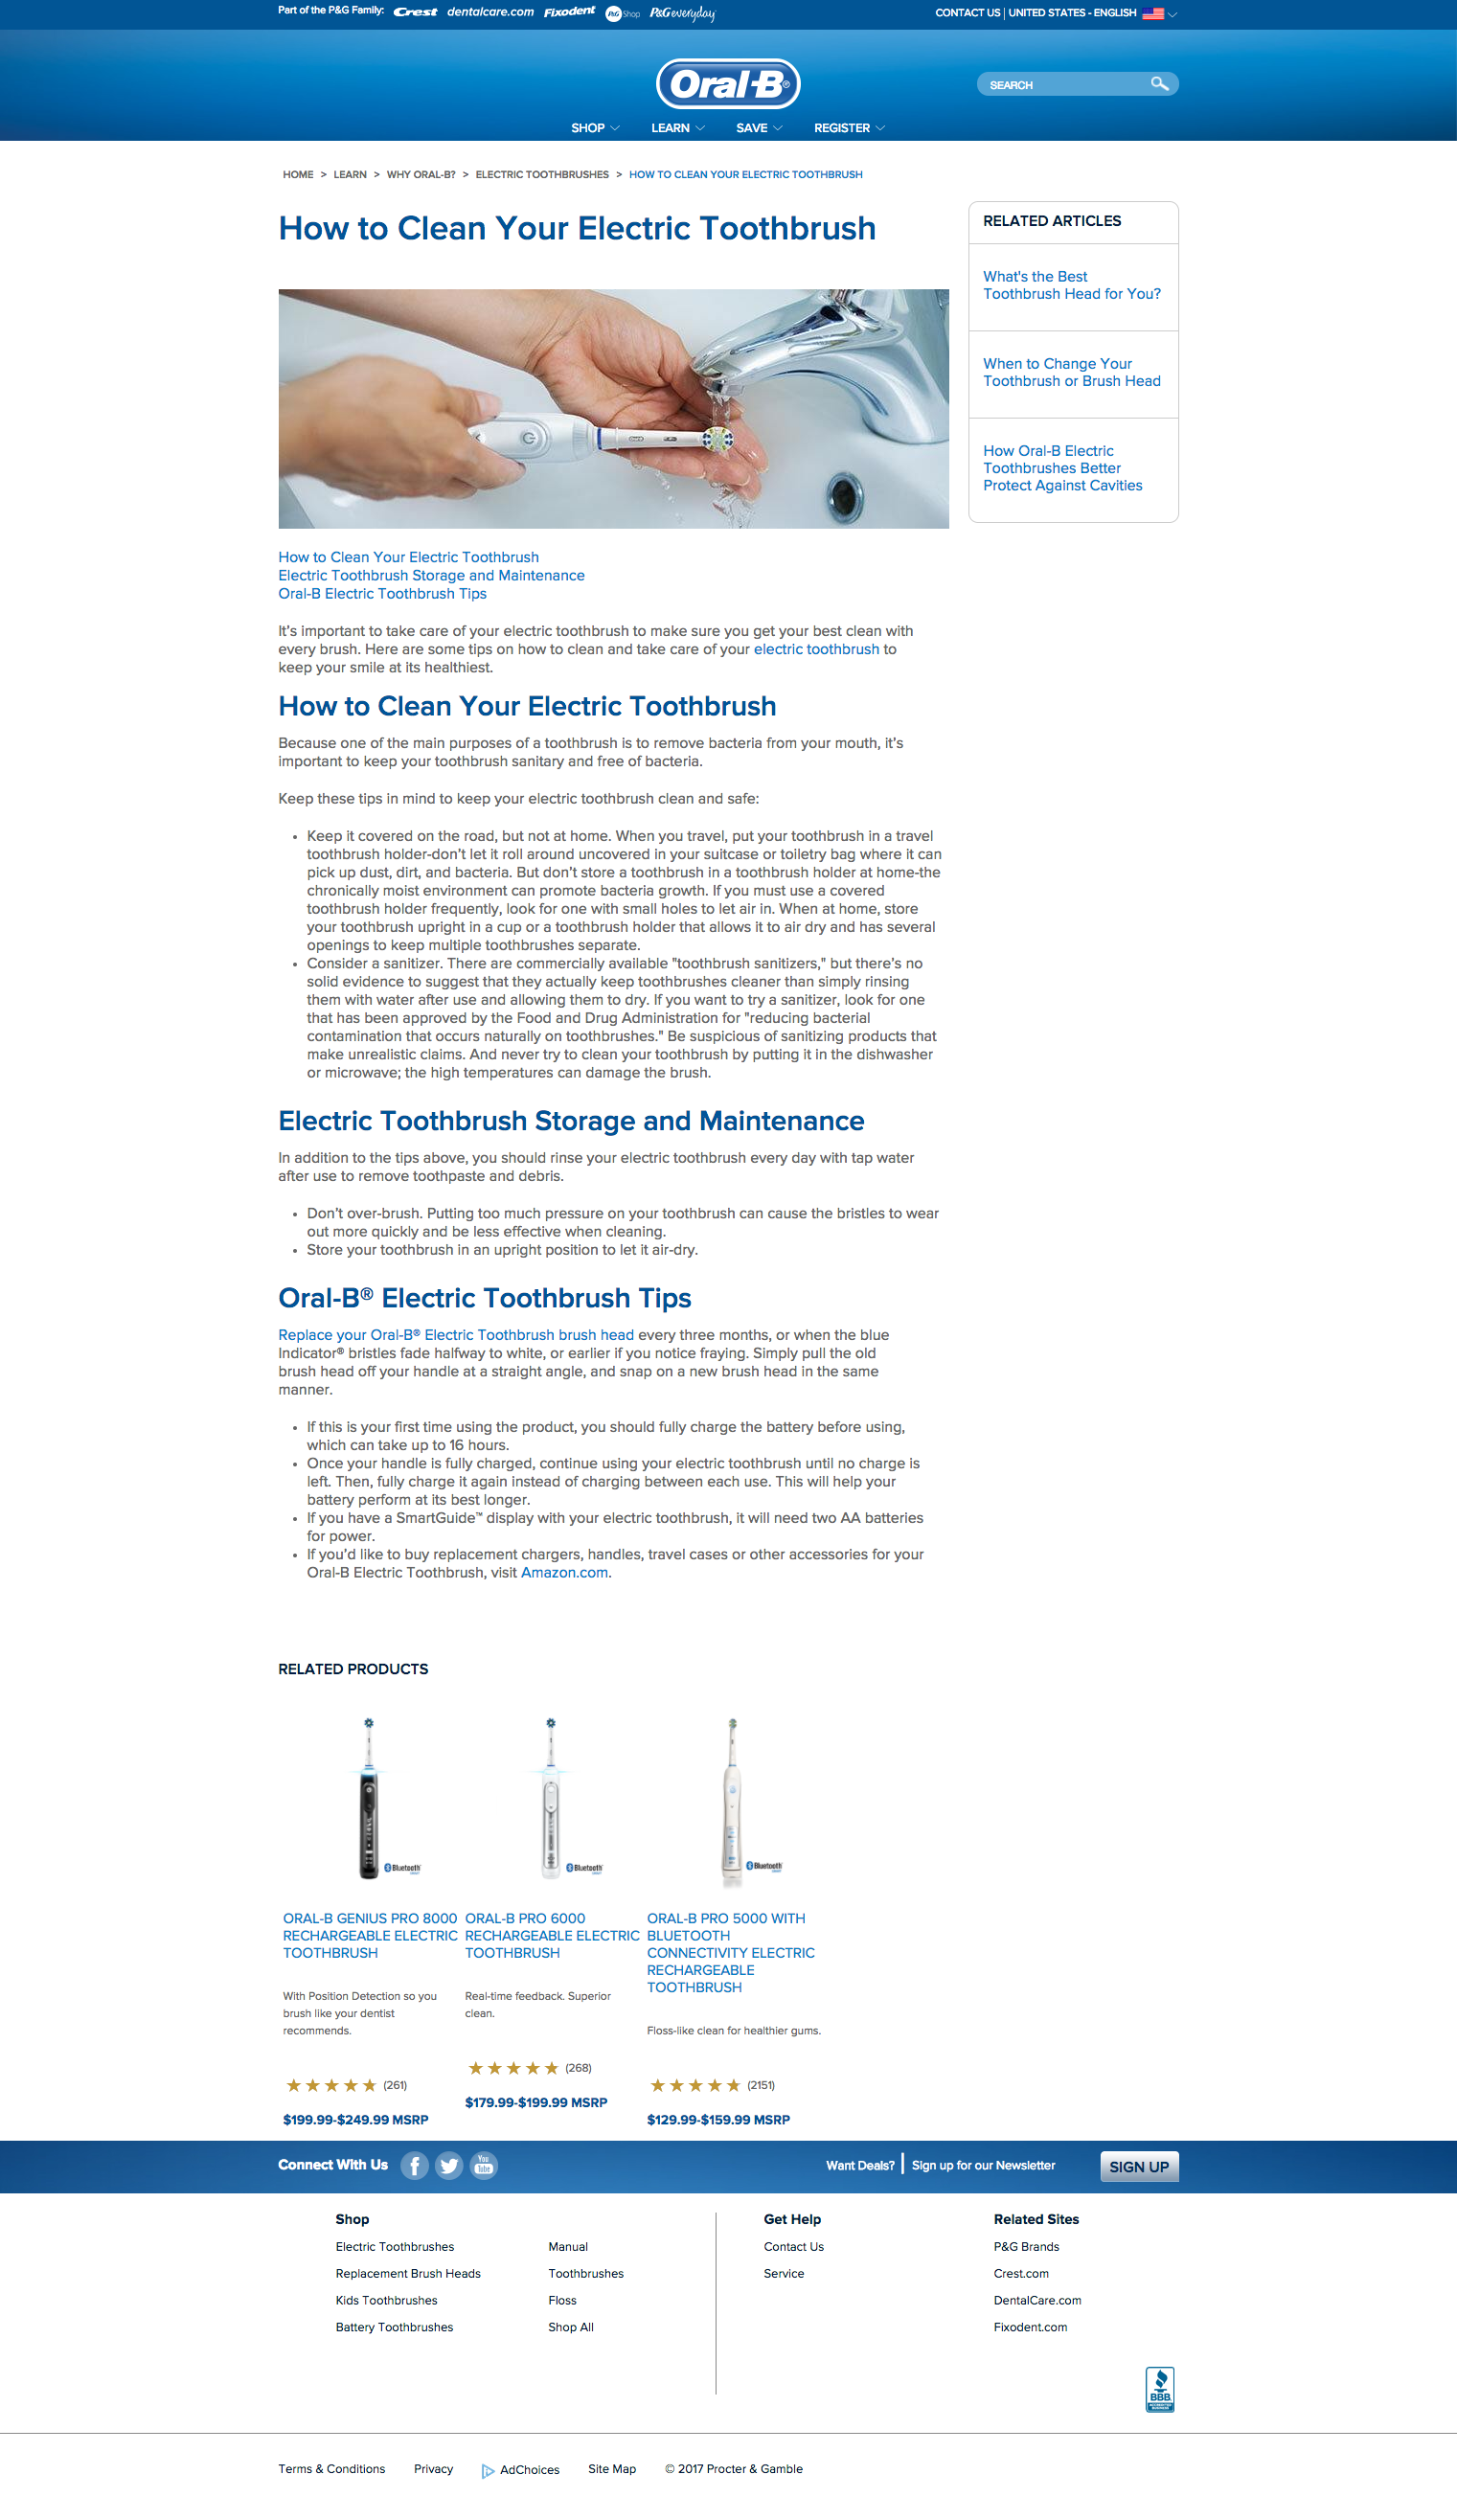 Part of the P&G Family: Crest dentalcare.com Fixodent P&G Shop P&G everyday
CONTACT US | UNITED STATES - ENGLISH
Oral-B®
SEARCH
SHOP LEARN SAVE REGISTER
HOME > LEARN > WHY ORAL-B? > ELECTRIC TOOTHBRUSHES > HOW TO CLEAN YOUR ELECTRIC TOOTHBRUSH
How to Clean Your Electric Toothbrush
RELATED ARTICLES
What's the Best
Toothbrush Head for You?
When to Change Your
Toothbrush or Brush Head
How Oral-B Electric
Toothbrushes Better
Protect Against Cavities
How to Clean Your Electric Toothbrush
Electric Toothbrush Storage and Maintenance
Oral-B Electric Toothbrush Tips
It's important to take care of your electric toothbrush to make sure you get your best clean with
every brush. Here are some tips on how to clean and take care of your electric toothbrush to
keep your smile at its healthiest.
How to Clean Your Electric Toothbrush
Because one of the main purposes of a toothbrush is to remove bacteria from your mouth, it's
important to keep your toothbrush sanitary and free of bacteria.
Keep these tips in mind to keep your electric toothbrush clean and safe:
• Keep it covered on the road, but not at home. When you travel, put your toothbrush in a travel
toothbrush holder-don't let it roll around uncovered in your suitcase or toiletry bag where it can
pick up dust, dirt, and bacteria. But don't store a toothbrush in a toothbrush holder at home-the
chronically moist environment can promote bacteria growth. If you must use a covered
toothbrush holder frequently, look for one with small holes to let air in. When at home, store
your toothbrush upright in a cup or a toothbrush holder that allows it to air dry and has several
openings to keep multiple toothbrushes separate.
• Consider a sanitizer. There are commercially available "toothbrush sanitizers," but there's no
solid evidence to suggest that they actually keep toothbrushes cleaner than simply rinsing
them with water after use and allowing them to dry. If you want to try a sanitizer, look for one
that has been approved by the Food and Drug Administration for "reducing bacterial
contamination that occurs naturally on toothbrushes." Be suspicious of sanitizing products that
make unrealistic claims. And never try to clean your toothbrush by putting it in the dishwasher
or microwave; the high temperatures can damage the brush.
Electric Toothbrush Storage and Maintenance
In addition to the tips above, you should rinse your electric toothbrush every day with tap water
after use to remove toothpaste and debris.
• Don't over-brush. Putting too much pressure on your toothbrush can cause the bristles to wear
out more quickly and be less effective when cleaning.
• Store your toothbrush in an upright position to let it air-dry.
Oral-B® Electric Toothbrush Tips
Replace your Oral-B® Electric Toothbrush brush head every three months, or when the blue
Indicator® bristles fade halfway to white, or earlier if you notice fraying. Simply pull the old
brush head off your handle at a straight angle, and snap on a new brush head in the same
manner.
• If this is your first time using the product, you should fully charge the battery before using,
which can take up to 16 hours.
• Once your handle is fully charged, continue using your electric toothbrush until no charge is
left. Then, fully charge it again instead of charging between each use. This will help your
battery perform at its best longer.
• If you have a SmartGuide™ display with your electric toothbrush, it will need two AA batteries
for power.
• If you'd like to buy replacement chargers, handles, travel cases or other accessories for your
Oral-B Electric Toothbrush, visit Amazon.com.
RELATED PRODUCTS
Bluetooth
Bluetooth
Bluetooth
ORAL-B GENIUS PRO 8000
RECHARGEABLE ELECTRIC
TOOTHBRUSH
With Position Detection so you
brush like your dentist
recommends.
(261)
$199.99-$249.99 MSRP
ORAL-B PRO 6000
RECHARGEABLE ELECTRIC
TOOTHBRUSH
Real-time feedback. Superior
clean.
(268)
$179.99-$199.99 MSRP
ORAL-B PRO 5000 WITH
BLUETOOTH
CONNECTIVITY ELECTRIC
RECHARGEABLE
TOOTHBRUSH
Floss-like clean for healthier gums.
(2151)
$129.99-$159.99 MSRP
Connect With Us
You
Tube
Want Deals? | Sign up for our Newsletter
SIGN UP
Shop
Electric Toothbrushes
Replacement Brush Heads
Kids Toothbrushes
Battery Toothbrushes
Manual
Toothbrushes
Floss
Shop All
Get Help
Contact Us
Service
Related Sites
P&G Brands
Crest.com
DentalCare.com
Fixodent.com
BBB
Terms & Conditions Privacy AdChoices Site Map © 2017 Procter & Gamble